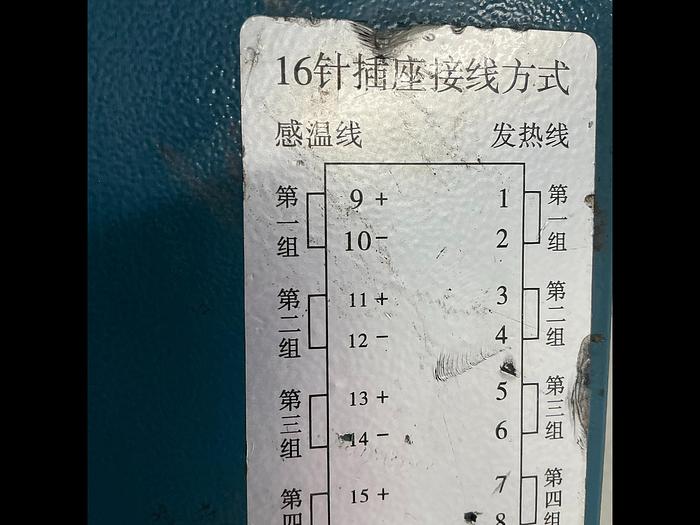 16针插座接线方式
感温线 发热线
第一组 9 + 1 第一组
10 − 2
第二组 11 + 3 第二组
12 − 4
第三组 13 + 5 第三组
14 − 6
第四 15 + 7 第四组
8